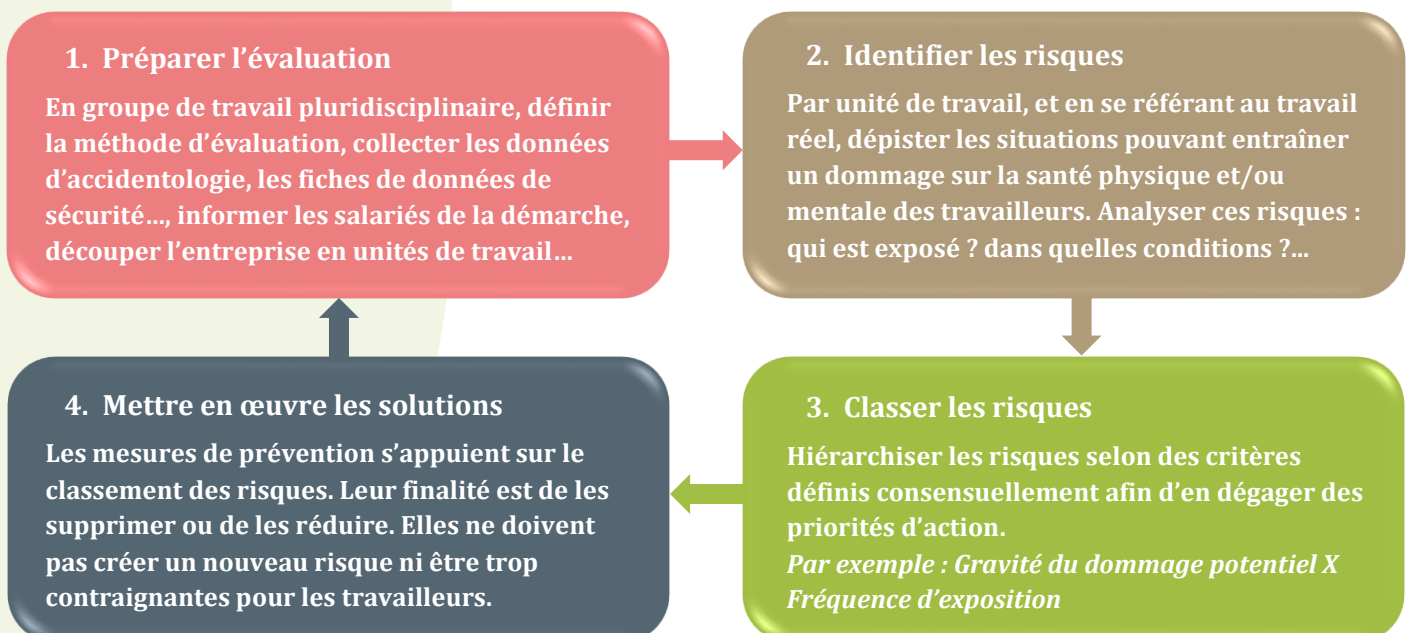 1. Préparer l’évaluation
En groupe de travail pluridisciplinaire, définir
la méthode d’évaluation, collecter les données
d’accidentologie, les fiches de données de
sécurité…, informer les salariés de la démarche,
découper l’entreprise en unités de travail…
2. Identifier les risques
Par unité de travail, et en se référant au travail
réel, dépister les situations pouvant entraîner
un dommage sur la santé physique et/ou
mentale des travailleurs. Analyser ces risques :
qui est exposé ? dans quelles conditions ?...
3. Classer les risques
Hiérarchiser les risques selon des critères
définis consensuellement afin d’en dégager des
priorités d’action.
Par exemple : Gravité du dommage potentiel X
Fréquence d’exposition
4. Mettre en œuvre les solutions
Les mesures de prévention s’appuient sur le
classement des risques. Leur finalité est de les
supprimer ou de les réduire. Elles ne doivent
pas créer un nouveau risque ni être trop
contraignantes pour les travailleurs.